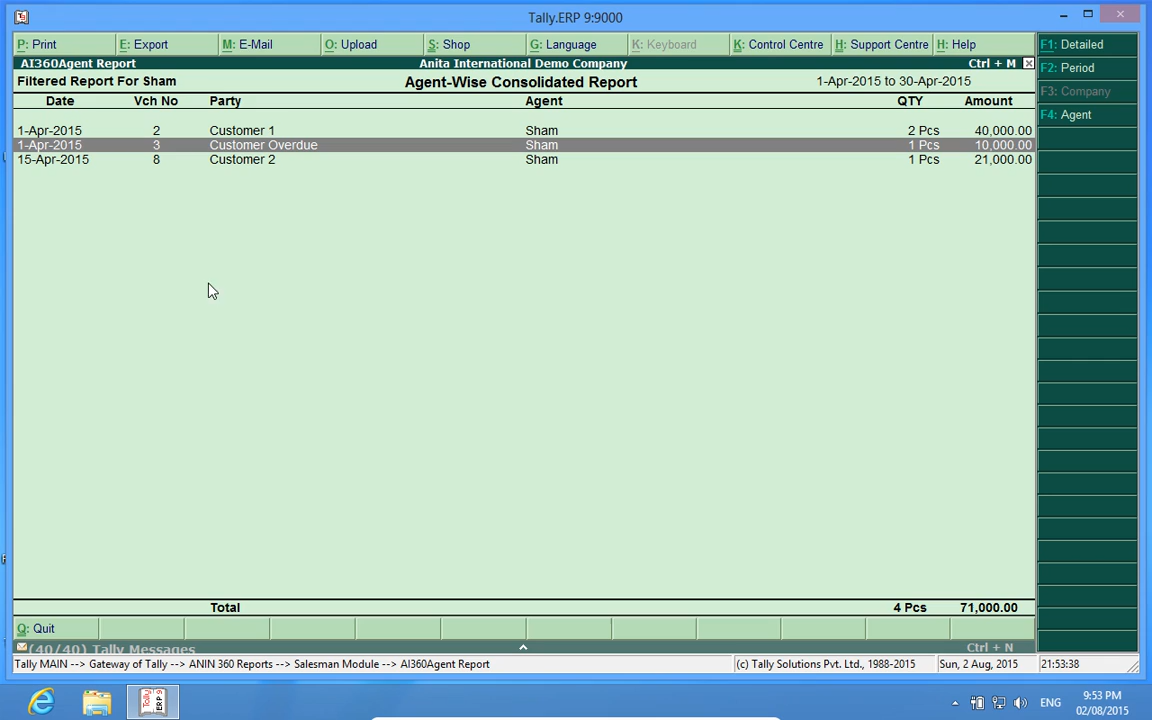 Tally.ERP 9:9000
P: Print E: Export M: E-Mail O: Upload S: Shop G: Language K: Keyboard K: Control Centre H: Support Centre H: Help
F1: Detailed
F2: Period
F3: Company
F4: Agent
AI360Agent Report Anita International Demo Company Ctrl + M
Filtered Report For Sham Agent-Wise Consolidated Report 1-Apr-2015 to 30-Apr-2015
Date Vch No Party Agent QTY Amount
1-Apr-2015 2 Customer 1 Sham 2 Pcs 40,000.00
1-Apr-2015 3 Customer Overdue Sham 1 Pcs 10,000.00
15-Apr-2015 8 Customer 2 Sham 1 Pcs 21,000.00
Total 4 Pcs 71,000.00
Q: Quit
(40/40) Tally Messages Ctrl + N
Tally MAIN --> Gateway of Tally --> ANIN 360 Reports --> Salesman Module --> AI360Agent Report (c) Tally Solutions Pvt. Ltd., 1988-2015 Sun, 2 Aug, 2015 21:53:38
ENG 9:53 PM
02/08/2015